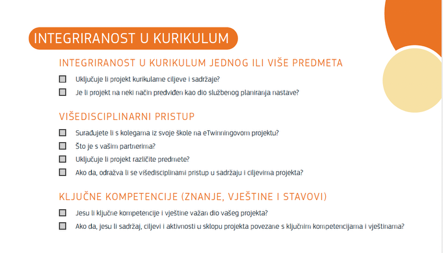 INTEGRIRANOST U KURIKULUM
INTEGRIRANOST U KURIKULUM JEDNOG ILI VIŠE PREDMETA
Uključuje li projekt kurikularne ciljeve i sadržaje?
Je li projekt na neki način predviđen kao dio službenog planiranja nastave?
VIŠEDISCIPLINARNI PRISTUP
Surađujete li s kolegama iz svoje škole na eTwinningovom projektu?
Što je s vašim partnerima?
Uključuje li projekt različite predmete?
Ako da, odražava li se višedisciplinarni pristup u sadržaju i ciljevima projekta?
KLJUČNE KOMPETENCIJE (ZNANJE, VJEŠTINE I STAVOVI)
Jesu li ključne kompetencije i vještine važan dio vašeg projekta?
Ako da, jesu li sadržaj, ciljevi i aktivnosti u sklopu projekta povezane s ključnim kompetencijama i vještinama?